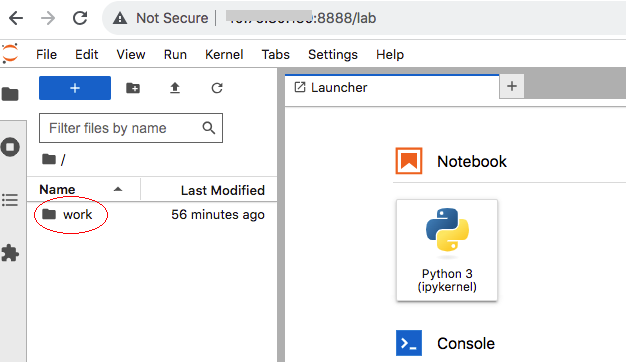 Not Secure :8888/lab
File Edit View Run Kernel Tabs Settings Help
+
Launcher
+
Filter files by name
/
Name Last Modified
work 56 minutes ago
Notebook
Python 3
(ipykernel)
Console